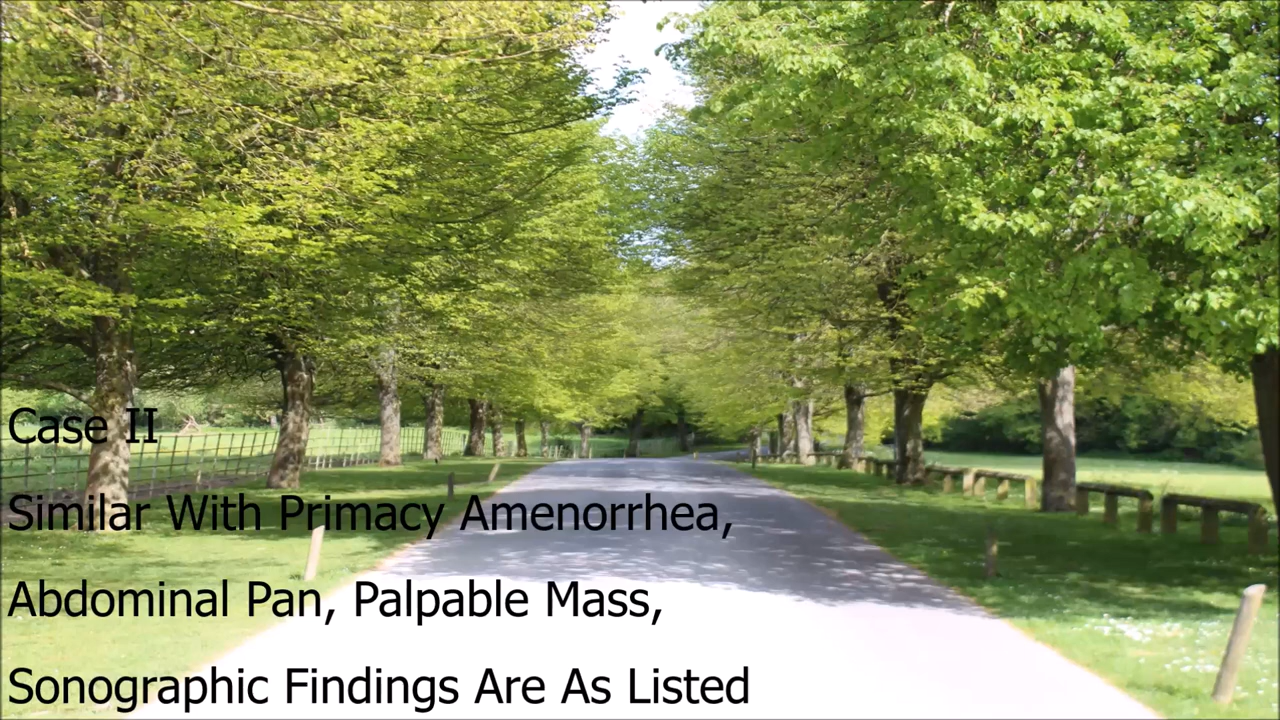 Case II
Similar With Primacy Amenorrhea,
Abdominal Pan, Palpable Mass,
Sonographic Findings Are As Listed